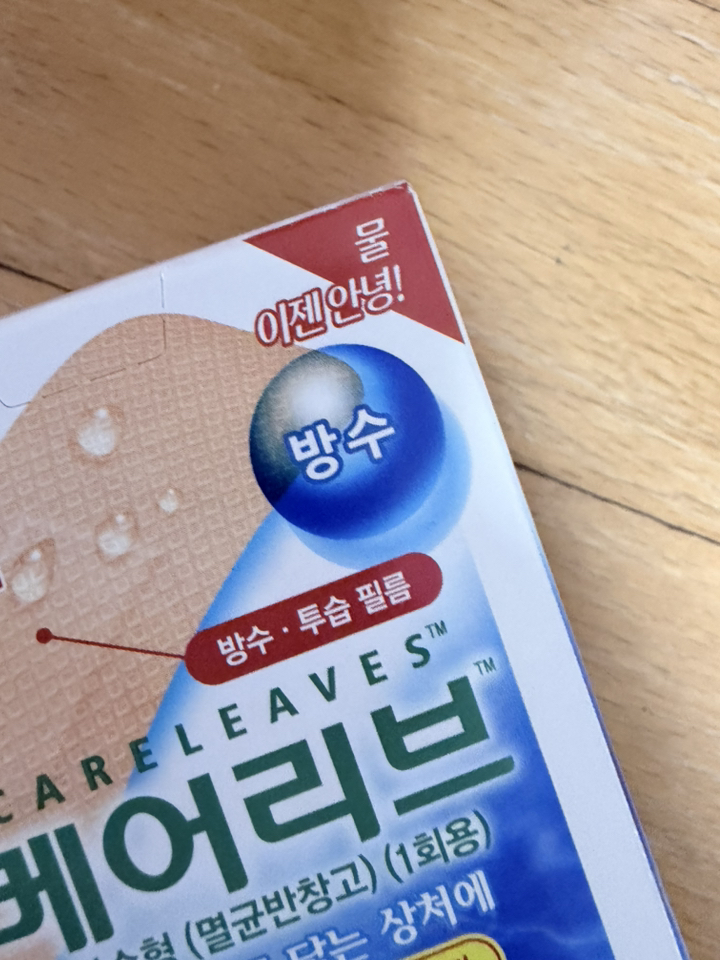 물
이젠 안녕!
방수
방수·투습 필름
CARELEAVES™
케어리브™
(멸균반창고) (1회용)
닿는 상처에